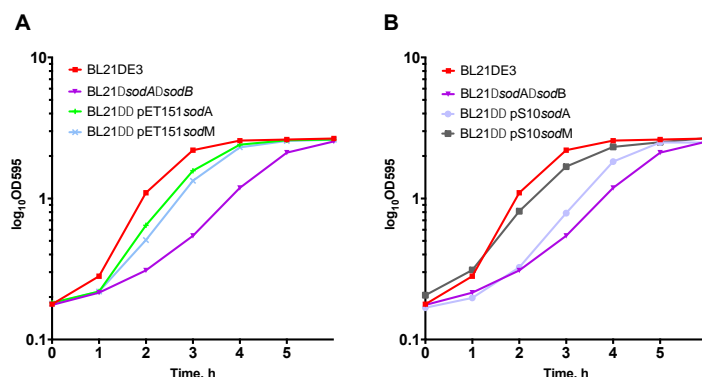 A
BL21DE3
BL21DsodADsodB
BL21DD pET151sodA
BL21DD pET151sodM
10
1
0.1
log10OD595
0 1 2 3 4 5
Time, h
B
BL21DE3
BL21DsodADsodB
BL21DD pS10sodA
BL21DD pS10sodM
10
1
0.1
log10OD595
0 1 2 3 4 5
Time, h